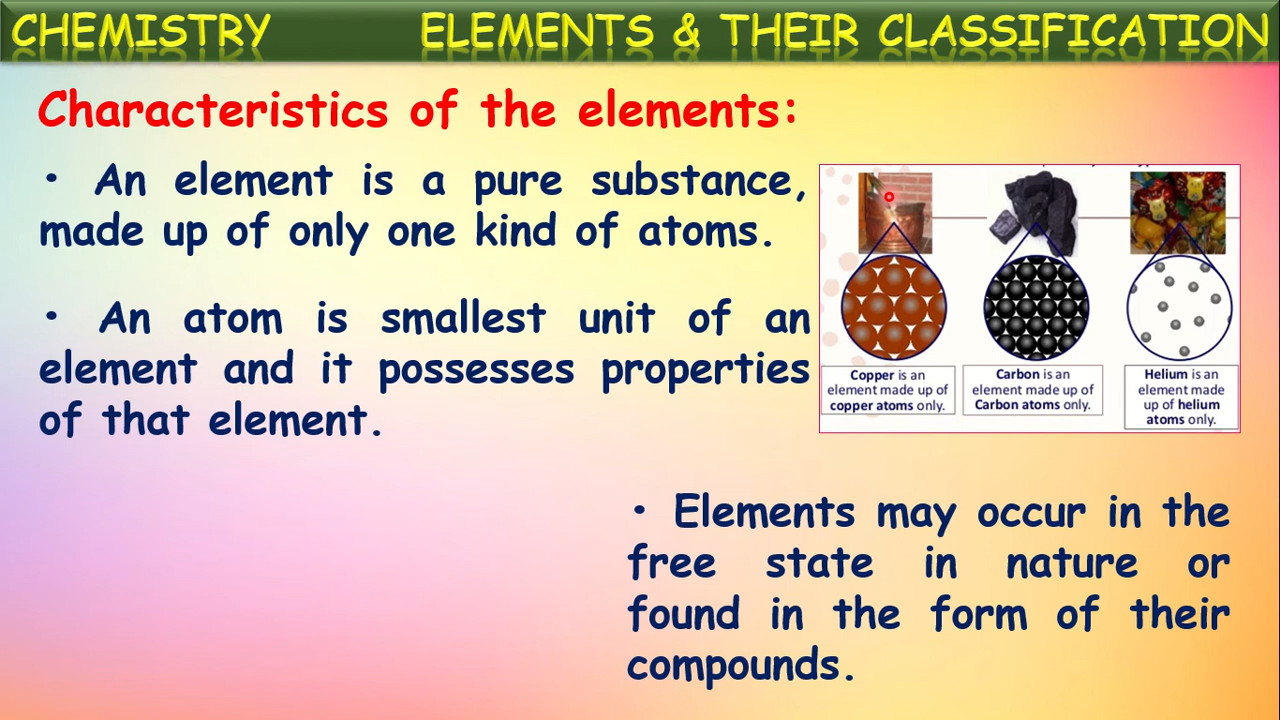 CHEMISTRY ELEMENTS & THEIR CLASSIFICATION
Characteristics of the elements:
• An element is a pure substance,
made up of only one kind of atoms.
• An atom is smallest unit of an
element and it possesses properties
of that element.
Copper is an
element made up of
copper atoms only.
Carbon is an
element made up of
Carbon atoms only.
Helium is an
element made
up of helium
atoms only.
• Elements may occur in the
free state in nature or
found in the form of their
compounds.